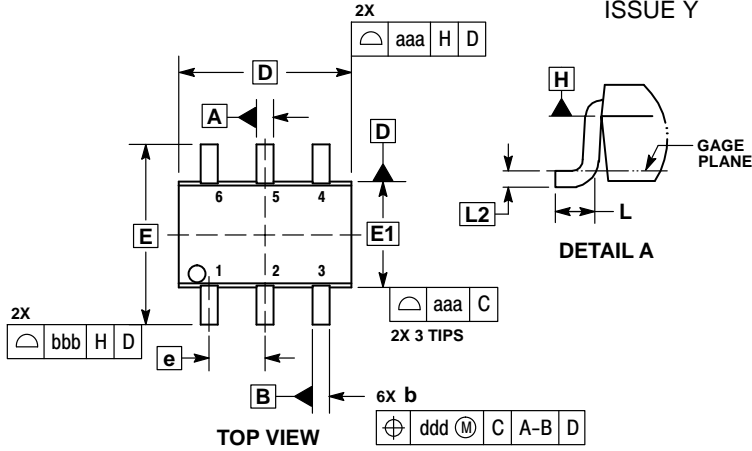 2X
ISSUE Y
⌓ aaa H D
D
A
H
D
6 5 4
GAGE
PLANE
E
E1
L2
L
DETAIL A
1 2 3
⌓ aaa C
2X 3 TIPS
2X
⌓ bbb H D
e
B
6X b
TOP VIEW
⌖ ddd Ⓜ C A-B D